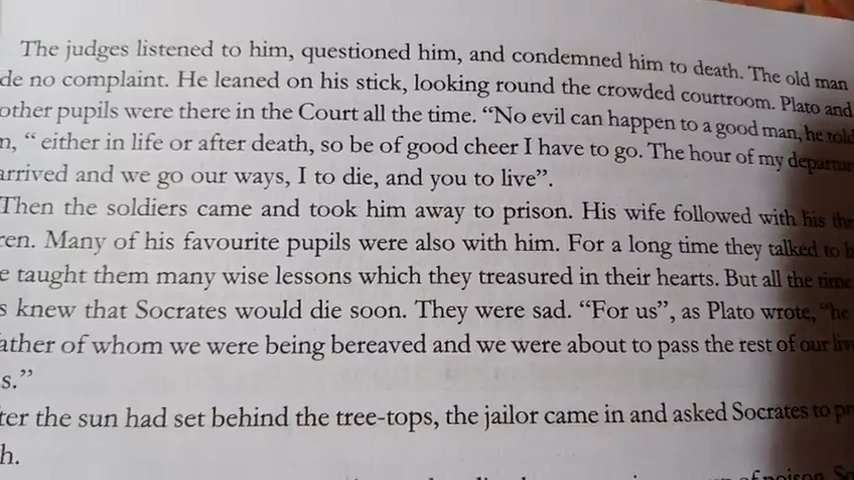 The judges listened to him, questioned him, and condemned him to death. The old man
de no complaint. He leaned on his stick, looking round the crowded courtroom. Plato and
other pupils were there in the Court all the time. “No evil can happen to a good man, he told
n, “ either in life or after death, so be of good cheer I have to go. The hour of my departur
arrived and we go our ways, I to die, and you to live”.
Then the soldiers came and took him away to prison. His wife followed with his thr
ren. Many of his favourite pupils were also with him. For a long time they talked to h
e taught them many wise lessons which they treasured in their hearts. But all the time
s knew that Socrates would die soon. They were sad. “For us”, as Plato wrote, “he
ather of whom we were being bereaved and we were about to pass the rest of our liv
s.”
ter the sun had set behind the tree-tops, the jailor came in and asked Socrates to pr
h.
of poison. So